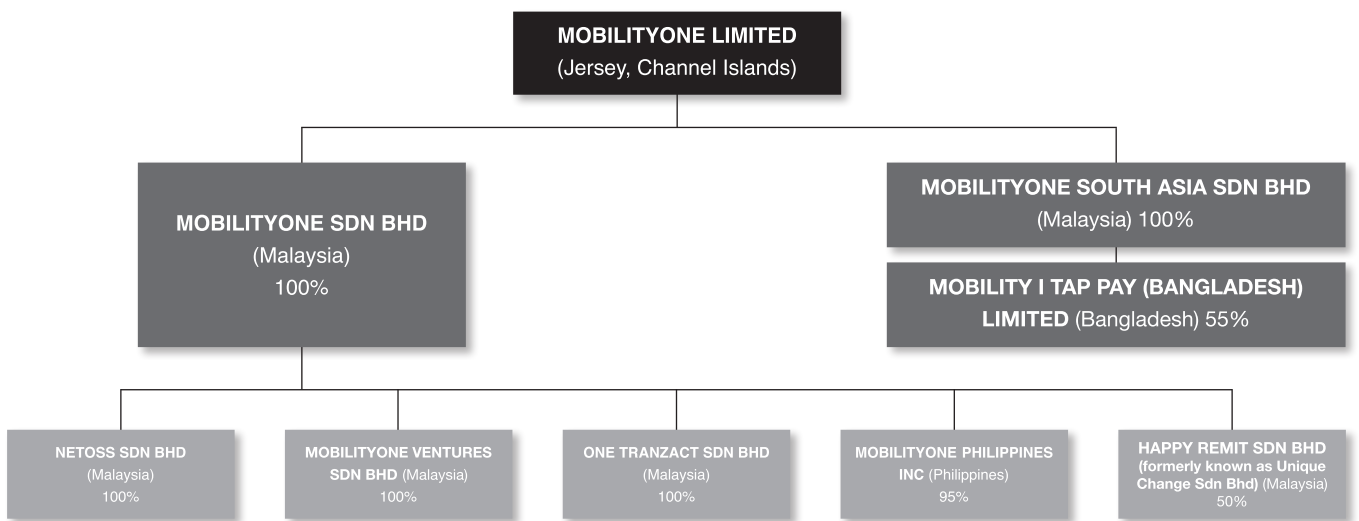 MOBILITYONE LIMITED
(Jersey, Channel Islands)
MOBILITYONE SDN BHD
(Malaysia)
100%
MOBILITYONE SOUTH ASIA SDN BHD
(Malaysia) 100%
MOBILITY I TAP PAY (BANGLADESH)
LIMITED (Bangladesh) 55%
NETOSS SDN BHD
(Malaysia)
100%
MOBILITYONE VENTURES
SDN BHD (Malaysia)
100%
ONE TRANZACT SDN BHD
(Malaysia)
100%
MOBILITYONE PHILIPPINES
INC (Philippines)
95%
HAPPY REMIT SDN BHD
(formerly known as Unique
Change Sdn Bhd) (Malaysia)
50%